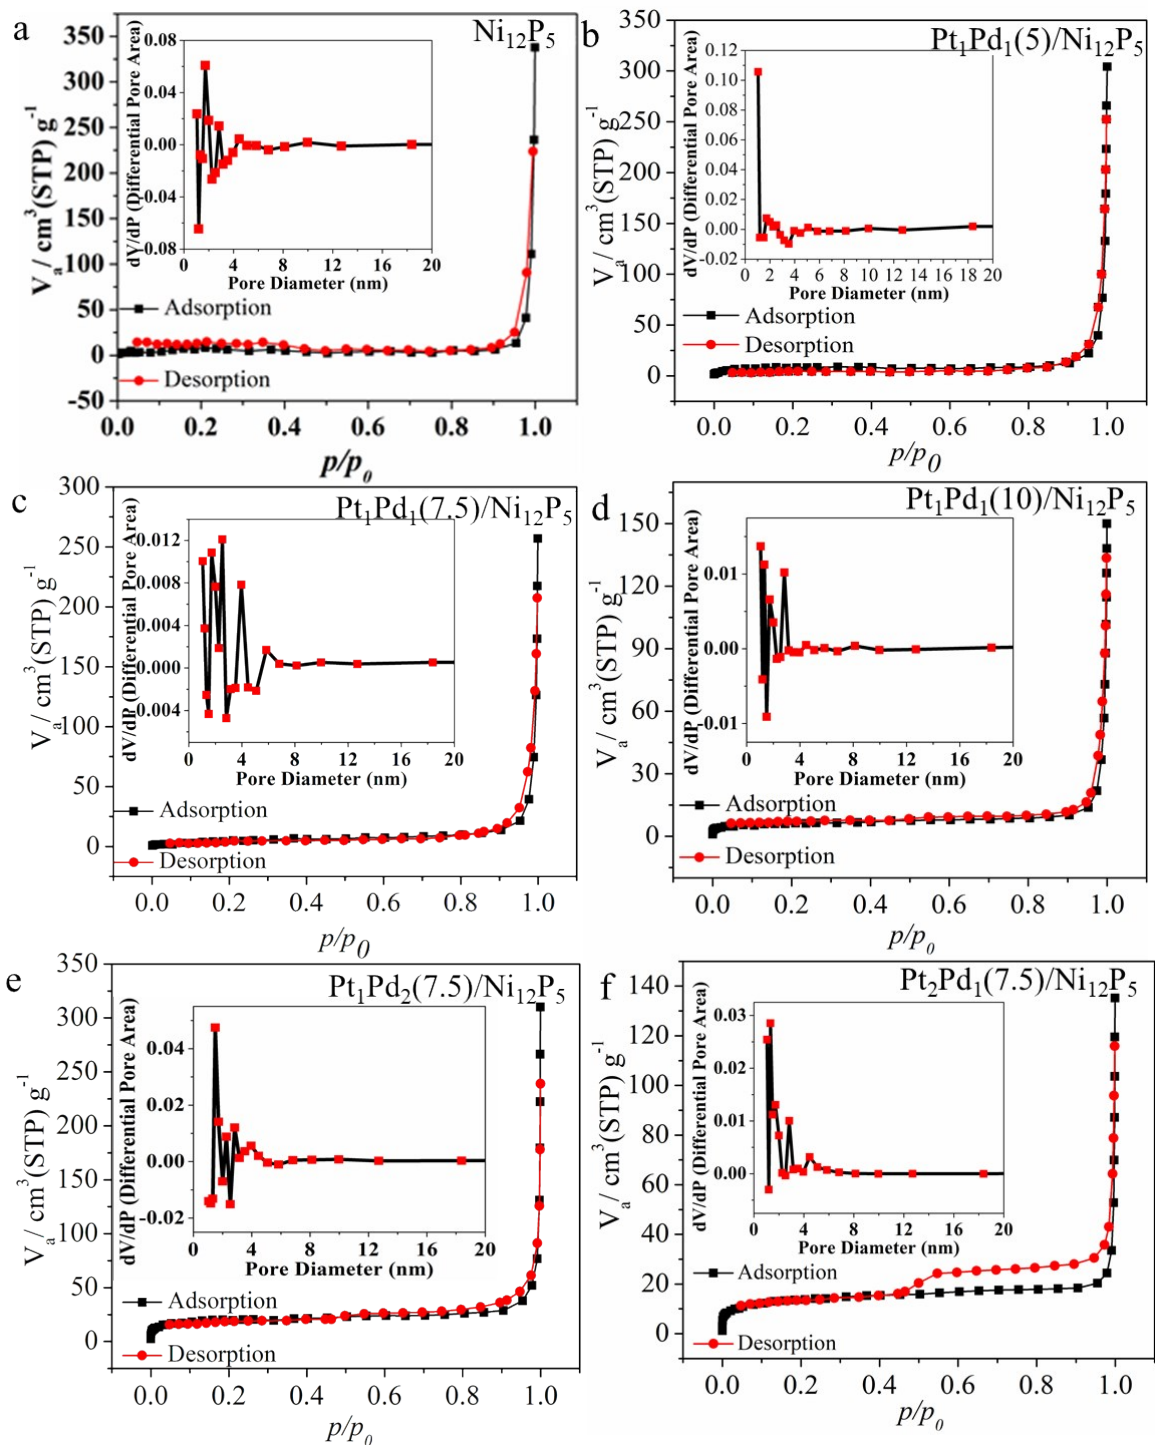 a
Ni12P5
Va / cm3(STP) g-1
350
300
250
200
150
100
50
0
-50
0.0 0.2 0.4 0.6 0.8 1.0
p/p0
Adsorption
Desorption
dV/dP (Differential Pore Area)
0.08
0.04
0.00
-0.04
-0.08
0 4 8 12 16 20
Pore Diameter (nm)
b
Pt1Pd1(5)/Ni12P5
Va / cm3(STP) g-1
350
300
250
200
150
100
50
0
0.0 0.2 0.4 0.6 0.8 1.0
p/p0
Adsorption
Desorption
dV/dP (Differential Pore Area)
0.12
0.10
0.08
0.06
0.04
0.02
0.00
-0.02
0 2 4 6 8 10 12 14 16 18 20
Pore Diameter (nm)
c
Pt1Pd1(7.5)/Ni12P5
Va / cm3(STP) g-1
300
250
200
150
100
50
0
0.0 0.2 0.4 0.6 0.8 1.0
p/p0
Adsorption
Desorption
dV/dP (Differential Pore Area)
0.012
0.008
0.004
0.000
-0.004
0 4 8 12 16 20
Pore Diameter (nm)
d
Pt1Pd1(10)/Ni12P5
Va / cm3(STP) g-1
150
120
90
60
30
0
0.0 0.2 0.4 0.6 0.8 1.0
p/p0
Adsorption
Desorption
dV/dP (Differential Pore Area)
0.01
0.00
-0.01
0 4 8 12 16 20
Pore Diameter (nm)
e
Pt1Pd2(7.5)/Ni12P5
Va / cm3(STP) g-1
350
300
250
200
150
100
50
0
0.0 0.2 0.4 0.6 0.8 1.0
p/p0
Adsorption
Desorption
dV/dP (Differential Pore Area)
0.04
0.02
0.00
-0.02
0 4 8 12 16 20
Pore Diameter (nm)
f
Pt2Pd1(7.5)/Ni12P5
Va / cm3(STP) g-1
140
120
100
80
60
40
20
0
0.0 0.2 0.4 0.6 0.8 1.0
p/p0
Adsorption
Desorption
dV/dP (Differential Pore Area)
0.03
0.02
0.01
0.00
0 4 8 12 16 20
Pore Diameter (nm)